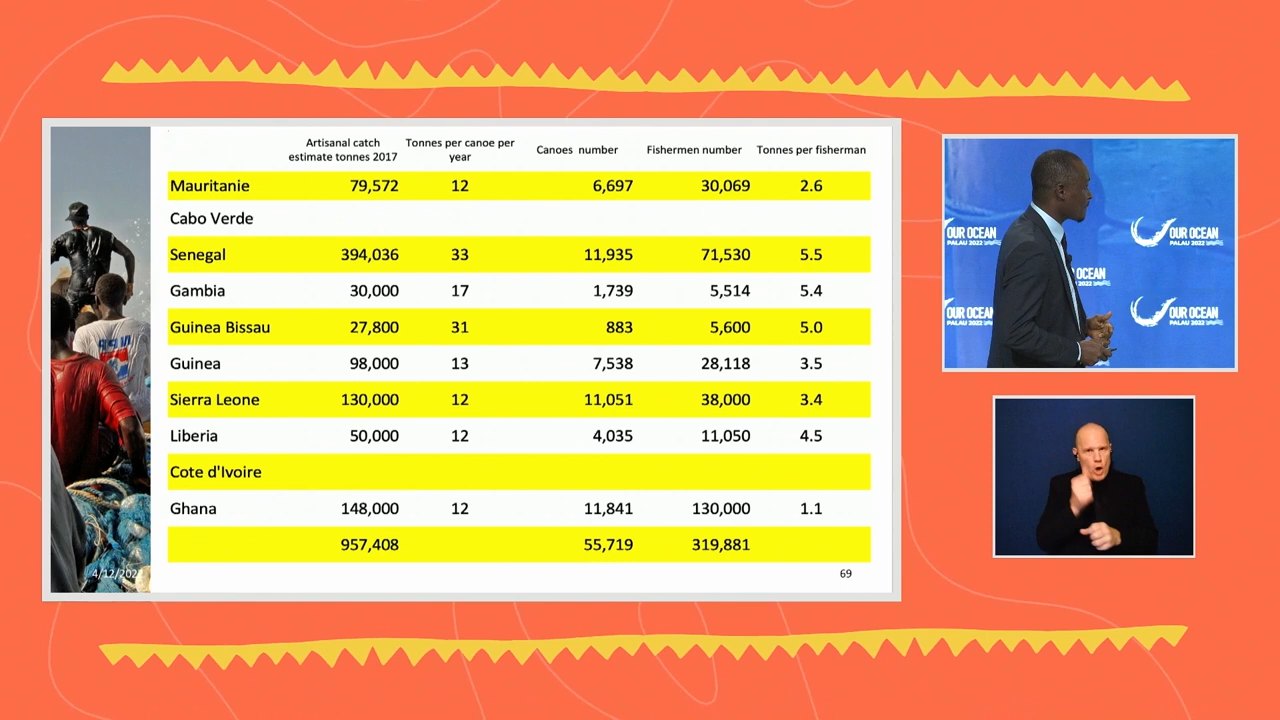 Artisanal catch Tonnes per canoe per
estimate tonnes 2017 year Canoes number Fishermen number Tonnes per fisherman
Mauritanie 79,572 12 6,697 30,069 2.6
Cabo Verde
Senegal 394,036 33 11,935 71,530 5.5
Gambia 30,000 17 1,739 5,514 5.4
Guinea Bissau 27,800 31 883 5,600 5.0
Guinea 98,000 13 7,538 28,118 3.5
Sierra Leone 130,000 12 11,051 38,000 3.4
Liberia 50,000 12 4,035 11,050 4.5
Cote d'Ivoire
Ghana 148,000 12 11,841 130,000 1.1
957,408 55,719 319,881
69
OUR OCEAN
PALAU 2022
OUR OCEAN
PALAU 2022
OCEAN
2022
OUR OCEAN
PALAU 2022
OUR OCEAN
PALAU 2022